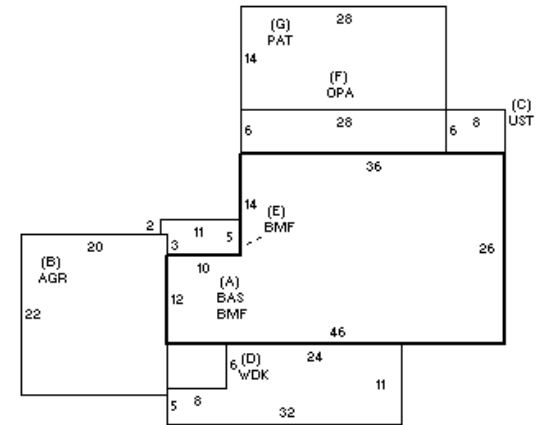 28
(G)
PAT
14
(F)
OPA
(C)
UST
28
8
6
6
36
14
(E)
BMF
2
11
5
3
20
(B)
AGR
26
10
(A)
BAS
BMF
12
22
46
6
(D)
WDK
24
11
5
8
32